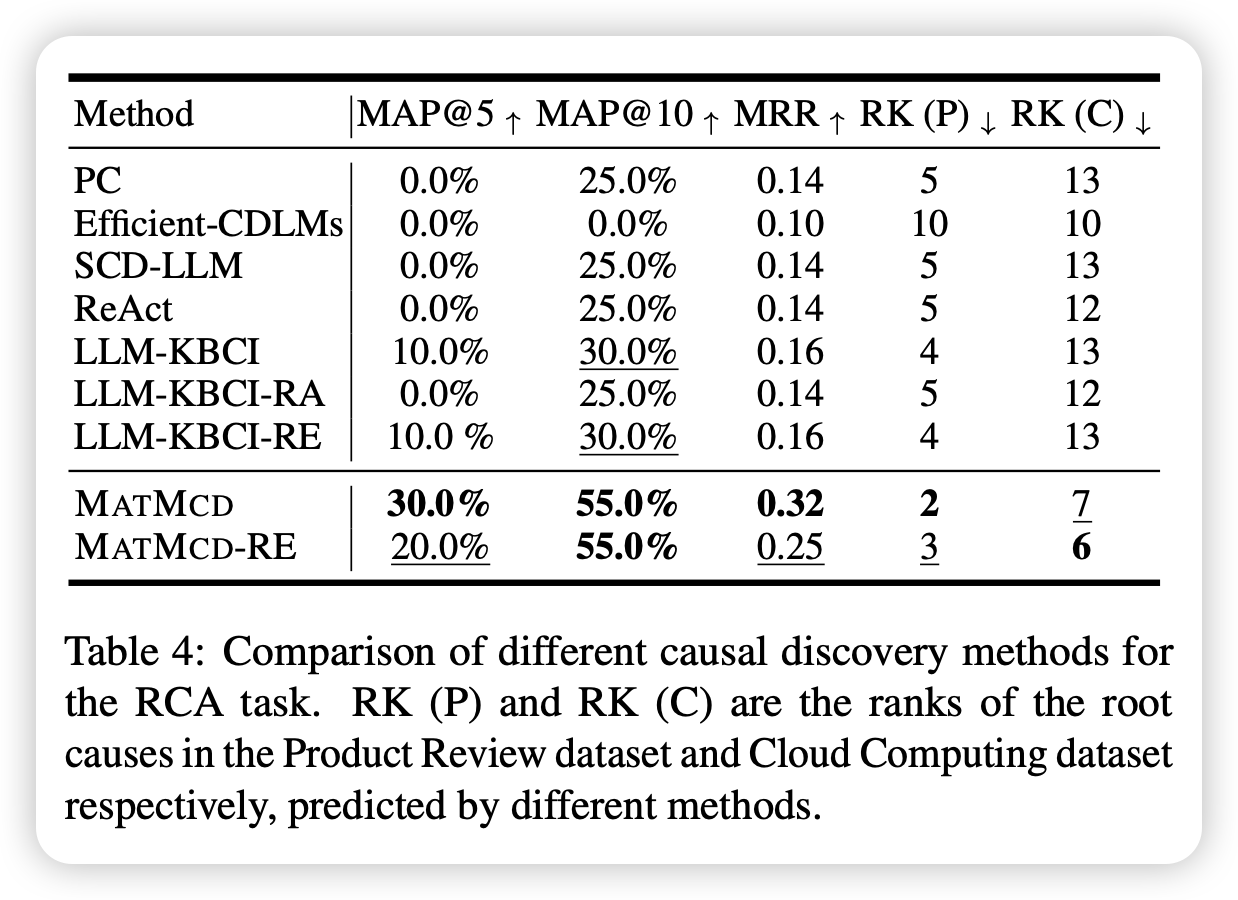 Method MAP@5 ↑ MAP@10 ↑ MRR ↑ RK (P) ↓ RK (C) ↓
PC 0.0% 25.0% 0.14 5 13
Efficient-CDLMs 0.0% 0.0% 0.10 10 10
SCD-LLM 0.0% 25.0% 0.14 5 13
ReAct 0.0% 25.0% 0.14 5 12
LLM-KBCI 10.0% 30.0% 0.16 4 13
LLM-KBCI-RA 0.0% 25.0% 0.14 5 12
LLM-KBCI-RE 10.0 % 30.0% 0.16 4 13
MATMCD 30.0% 55.0% 0.32 2 7
MATMCD-RE 20.0% 55.0% 0.25 3 6
Table 4: Comparison of different causal discovery methods for
the RCA task. RK (P) and RK (C) are the ranks of the root
causes in the Product Review dataset and Cloud Computing dataset
respectively, predicted by different methods.